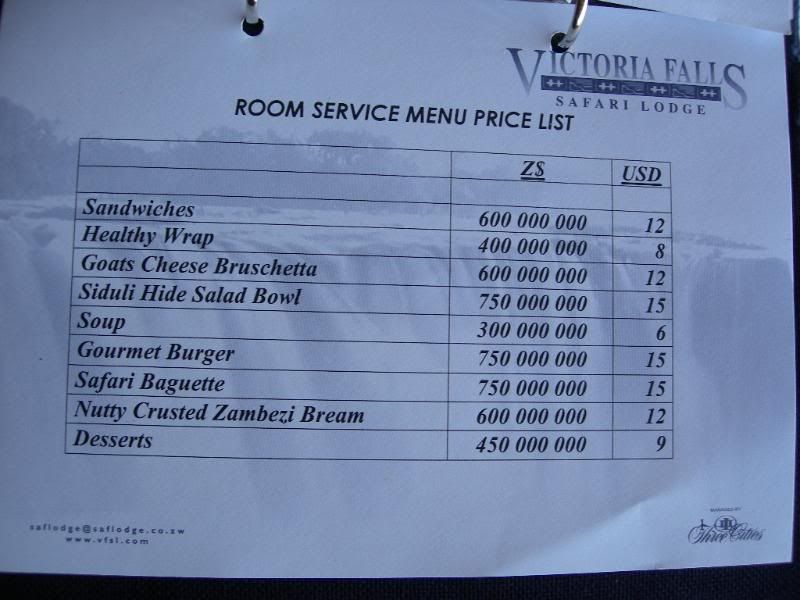 VICTORIA FALLS
SAFARI LODGE
ROOM SERVICE MENU PRICE LIST
Z$ USD
Sandwiches 600 000 000 12
Healthy Wrap 400 000 000 8
Goats Cheese Bruschetta 600 000 000 12
Siduli Hide Salad Bowl 750 000 000 15
Soup 300 000 000 6
Gourmet Burger 750 000 000 15
Safari Baguette 750 000 000 15
Nutty Crusted Zambezi Bream 600 000 000 12
Desserts 450 000 000 9
saflodge@saflodge.co.zw
www.vfsl.com
MANAGED BY
Three Cities